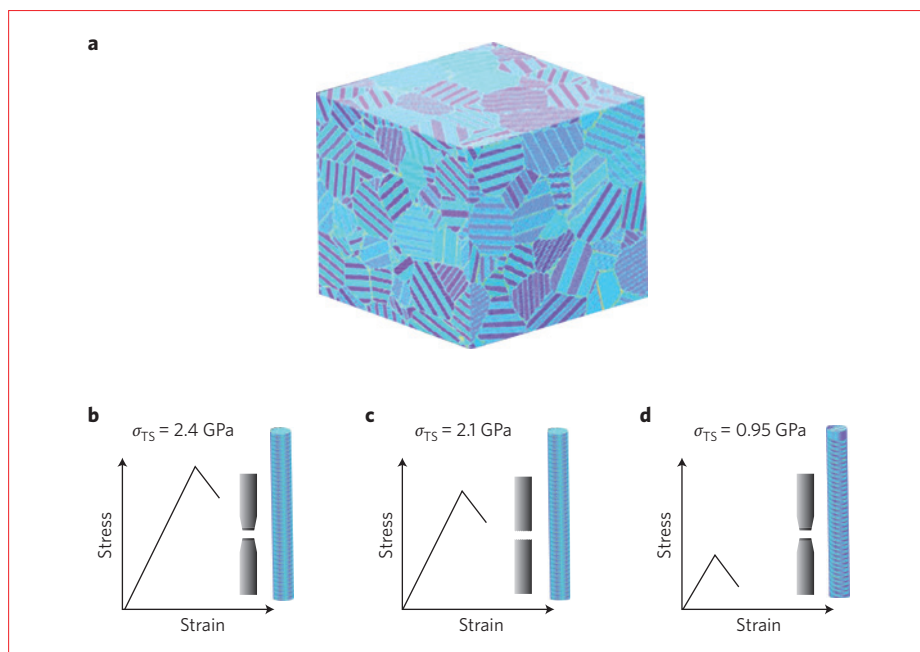 a
b
σTS = 2.4 GPa
Stress
Strain
c
σTS = 2.1 GPa
Stress
Strain
d
σTS = 0.95 GPa
Stress
Strain